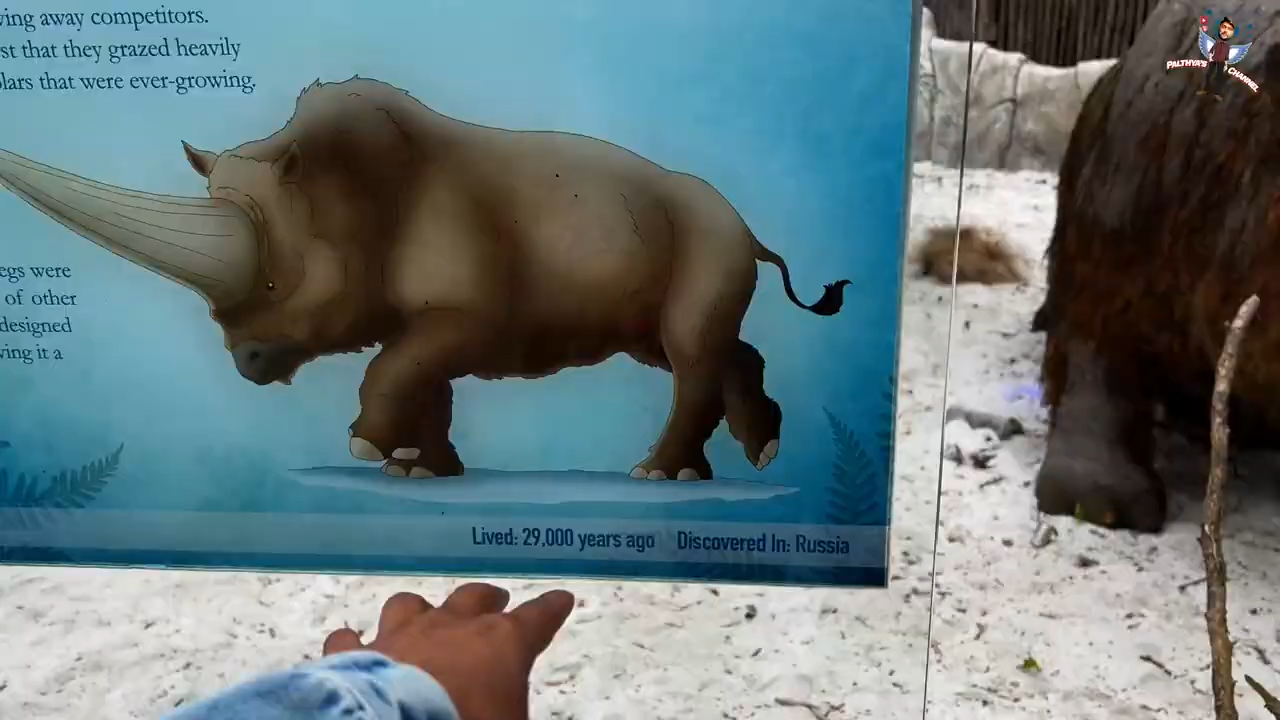 ving away competitors.
st that they grazed heavily
lars that were ever-growing.
egs were
of other
designed
ving it a
Lived: 29,000 years ago Discovered In: Russia
PALTHYA'S CHANNEL